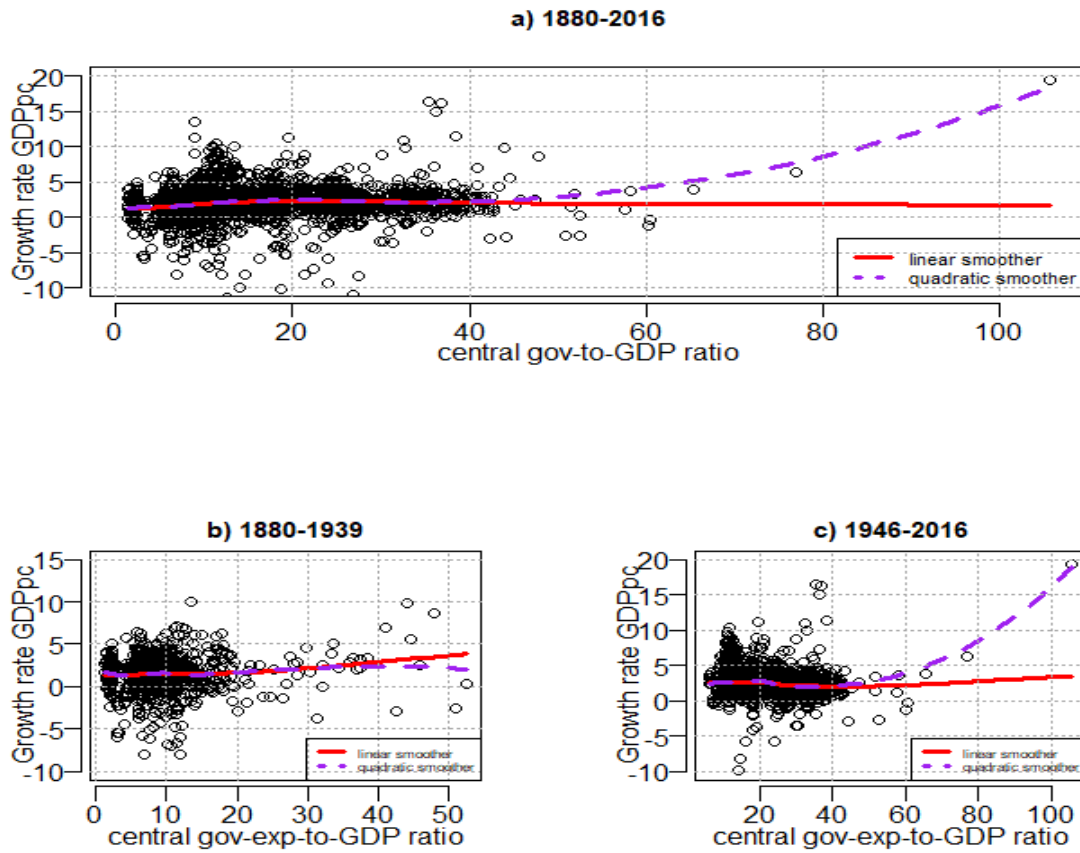 a) 1880-2016
Growth rate GDPpc
20
15
10
5
0
-5
-10
linear smoother
quadratic smoother
0 20 40 60 80 100
central gov-to-GDP ratio
b) 1880-1939
Growth rate GDPpc
15
10
5
0
-5
-10
linear smoother
quadratic smoother
0 10 20 30 40 50
central gov-exp-to-GDP ratio
c) 1946-2016
Growth rate GDPpc
20
15
10
5
0
-5
-10
linear smoother
quadratic smoother
20 40 60 80 100
central gov-exp-to-GDP ratio